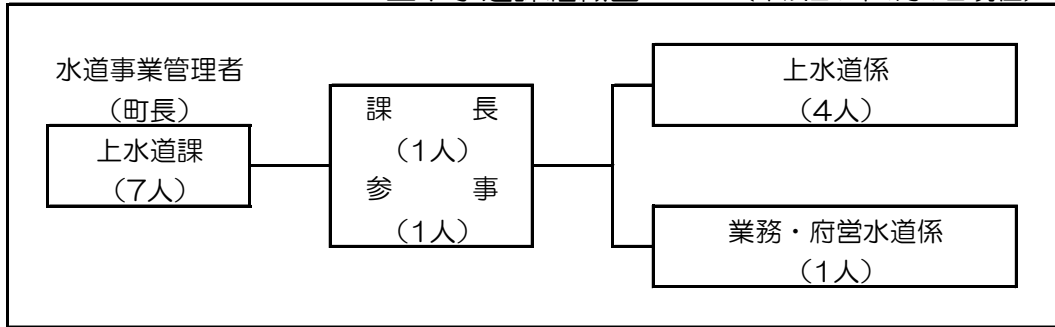 水道事業管理者
（町長）
上水道課
（7人）
課　　長
（1人）
参　　事
（1人）
上水道係
（4人）
業務・府営水道係
（1人）